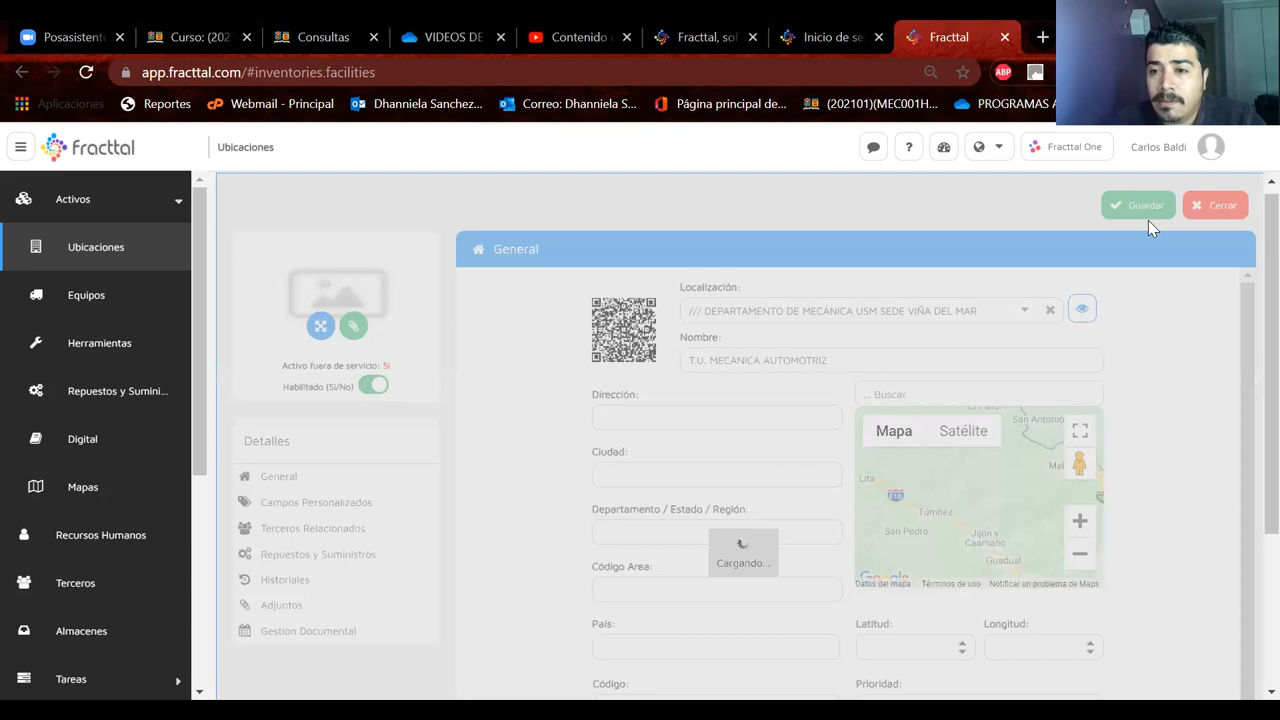 Posasistente
Curso: (202
Consultas
VIDEOS DE
Contenido
Fracttal, sof
Inicio de se
Fracttal
app.fracttal.com/#inventories.facilities
ABP
Aplicaciones
Reportes
Webmail - Principal
Dhanniela Sanchez...
Correo: Dhanniela S...
Página principal de...
(202101)(MEC001H...
PROGRAMAS A
fracttal
Ubicaciones
?
Fracttal One
Carlos Baldi
Activos
Ubicaciones
Equipos
Herramientas
Repuestos y Sumini...
Digital
Mapas
Recursos Humanos
Terceros
Almacenes
Tareas
Guardar
Cerrar
Activo fuera de servicio: Si
Habilitado (Si/No)
Detalles
General
Campos Personalizados
Terceros Relacionados
Repuestos y Suministros
Historiales
Adjuntos
Gestion Documental
General
Localización:
/// DEPARTAMENTO DE MECÁNICA USM SEDE VIÑA DEL MAR
Nombre:
T.U. MECANICA AUTOMOTRIZ
Dirección:
... Buscar
Ciudad:
Departamento / Estado / Región.
Cargando...
Código Area:
País:
Latitud:
Longitud:
Código:
Prioridad:
Mapa
Satélite
San Antonio
Lita
Tumbez
San Pedro
Jijón y
Caamaño
Guadual
Google
Datos del mapa
Términos de uso
Notificar un problema de Maps